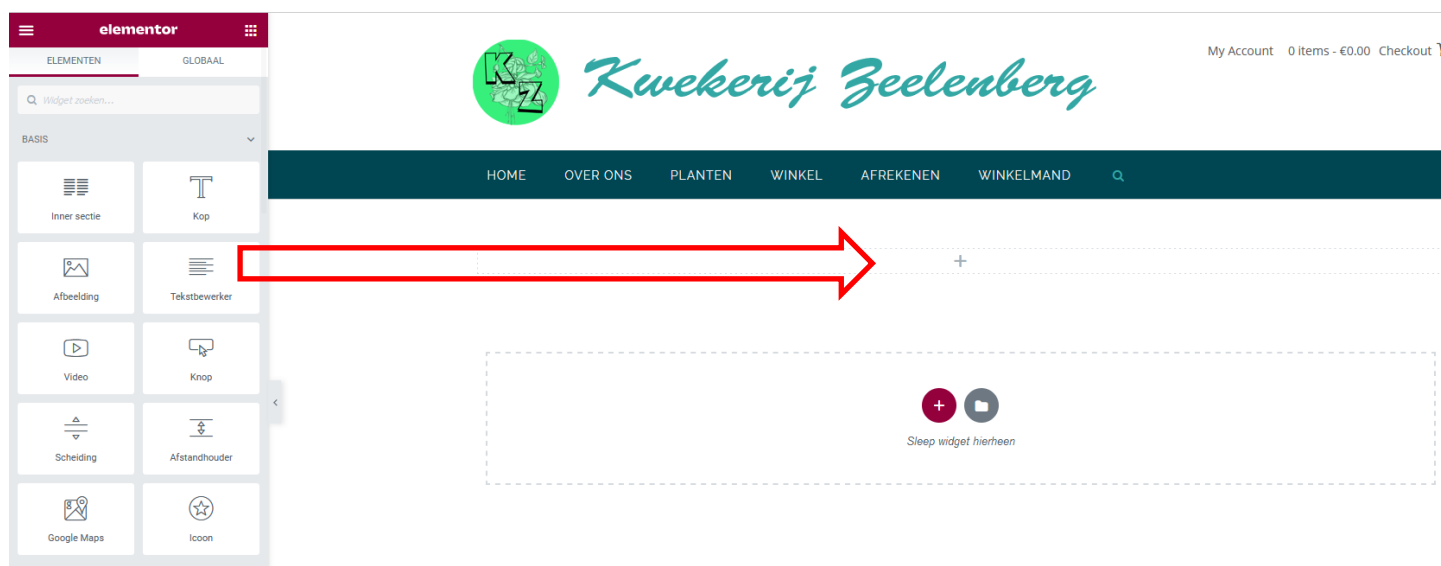 elementor
ELEMENTEN GLOBAAL
Widget zoeken...
BASIS
Inner sectie Kop
Afbeelding Tekstbewerker
Video Knop
Scheiding Afstandhouder
Google Maps Icoon
KZ Kwekerij Zeelenberg
My Account 0 items - €0.00 Checkout
HOME OVER ONS PLANTEN WINKEL AFREKENEN WINKELMAND
Sleep widget hierheen